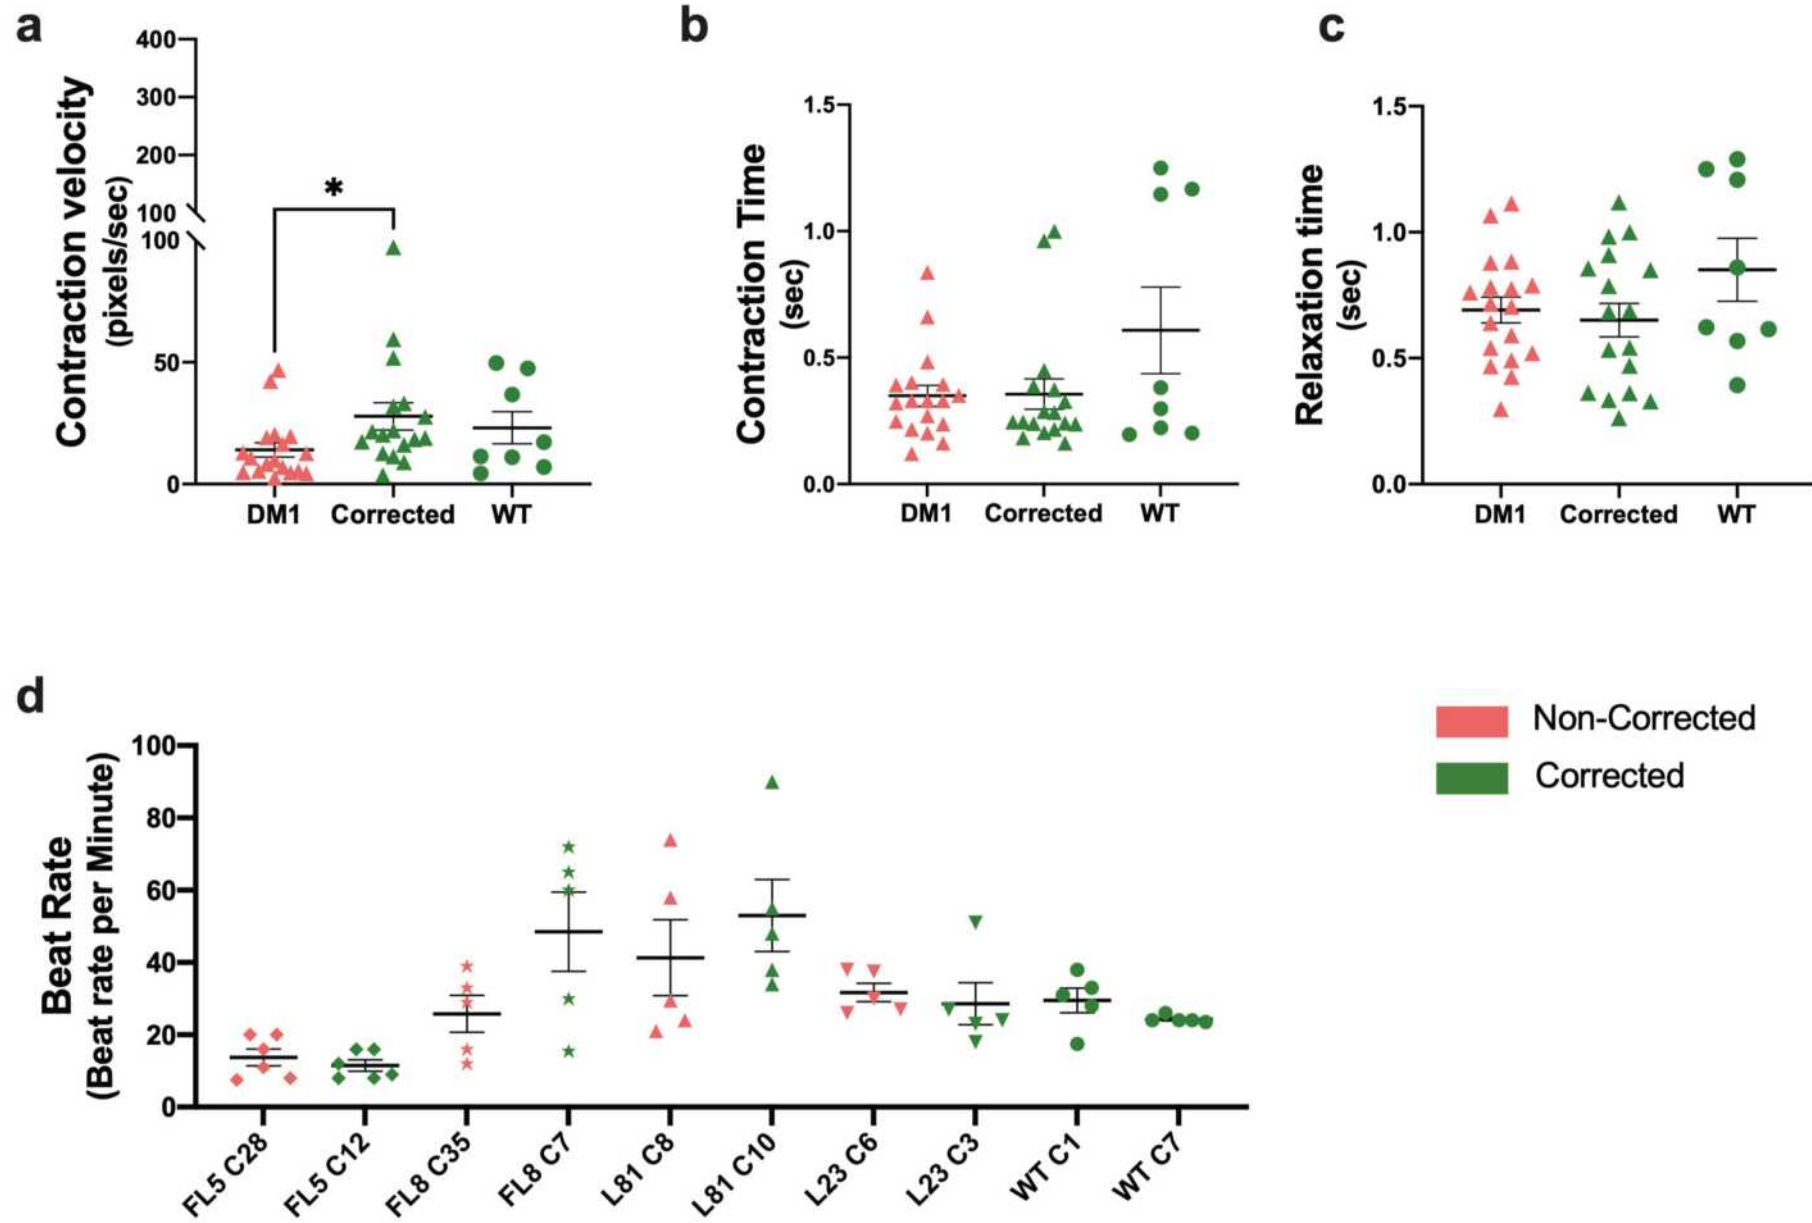 a
Contraction velocity
(pixels/sec)
400
300
200
100
100
50
0
*
DM1
Corrected
WT
b
Contraction Time
(sec)
1.5
1.0
0.5
0.0
DM1
Corrected
WT
c
Relaxation time
(sec)
1.5
1.0
0.5
0.0
DM1
Corrected
WT
d
Beat Rate
(Beat rate per Minute)
100
80
60
40
20
0
FL5 C28
FL5 C12
FL8 C35
FL8 C7
L81 C8
L81 C10
L23 C6
L23 C3
WT C1
WT C7
Non-Corrected
Corrected